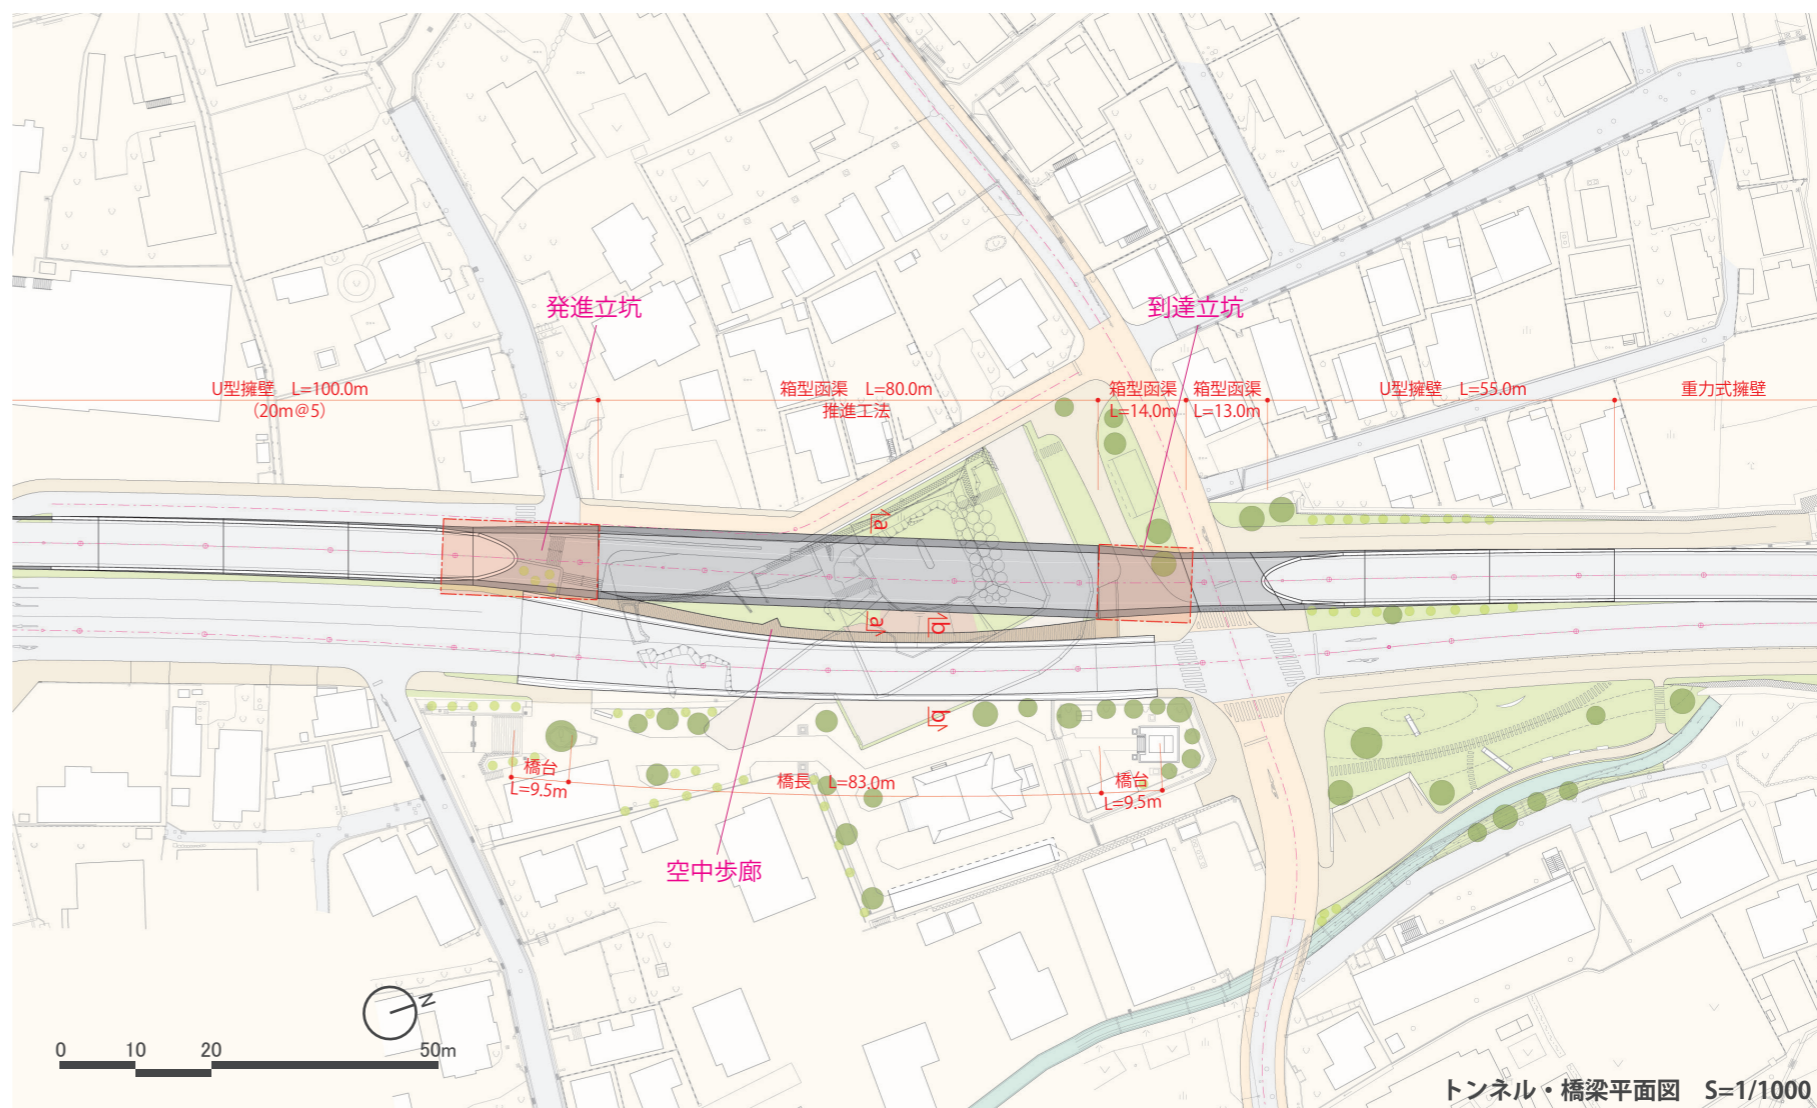 発進立坑
到達立坑
U型擁壁　L=100.0m
（20m@5）
箱型函渠　L=80.0m
推進工法
箱型函渠
L=14.0m
箱型函渠
L=13.0m
U型擁壁　L=55.0m
重力式擁壁
a
a
b
b
橋台
L=9.5m
橋長　L=83.0m
橋台
L=9.5m
空中歩廊
N
0 10 20 50m
トンネル・橋梁平面図　S=1/1000